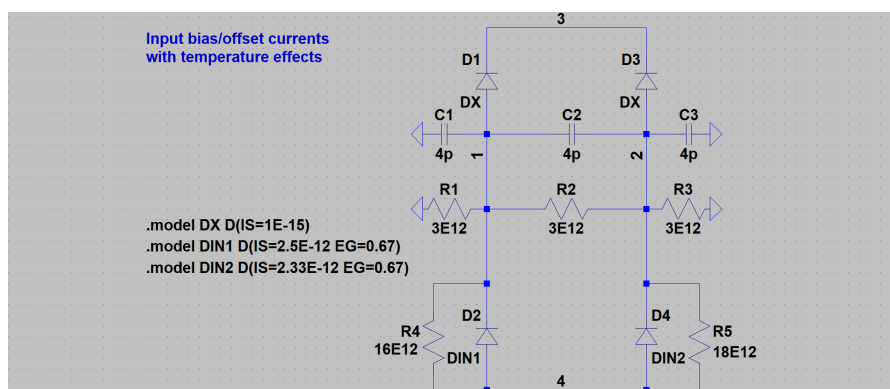 3
Input bias/offset currents
with temperature effects
D1
D3
DX
DX
C1
C2
C3
4p
4p
4p
1
2
R1
R2
R3
3E12
3E12
3E12
.model DX D(IS=1E-15)
.model DIN1 D(IS=2.5E-12 EG=0.67)
.model DIN2 D(IS=2.33E-12 EG=0.67)
R4
D2
D4
R5
16E12
DIN1
DIN2
18E12
4